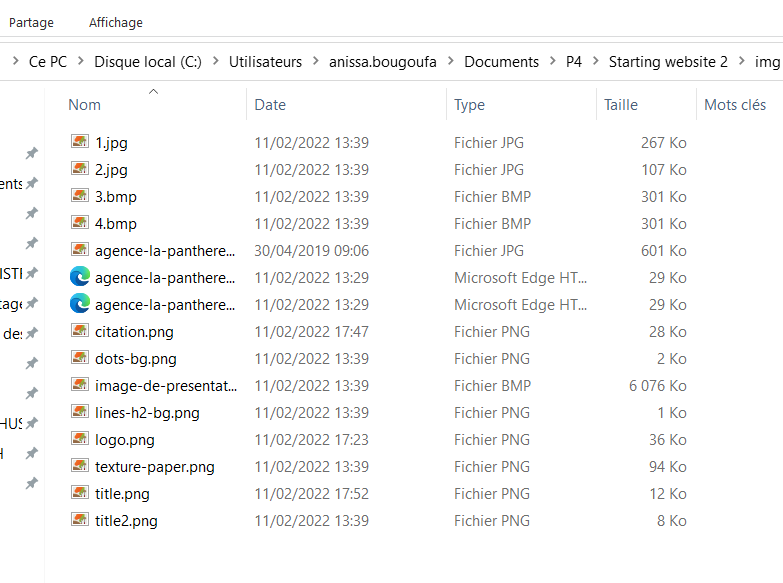 Partage Affichage
Ce PC Disque local (C:) Utilisateurs anissa.bougoufa Documents P4 Starting website 2 img
Nom Date Type Taille Mots clés
1.jpg 11/02/2022 13:39 Fichier JPG 267 Ko
2.jpg 11/02/2022 13:39 Fichier JPG 107 Ko
3.bmp 11/02/2022 13:39 Fichier BMP 301 Ko
ents 4.bmp 11/02/2022 13:39 Fichier BMP 301 Ko
agence-la-panthere... 30/04/2019 09:06 Fichier JPG 601 Ko
ISTE agence-la-panthere... 11/02/2022 13:29 Microsoft Edge HT... 29 Ko
tage agence-la-panthere... 11/02/2022 13:29 Microsoft Edge HT... 29 Ko
des citation.png 11/02/2022 17:47 Fichier PNG 28 Ko
dots-bg.png 11/02/2022 13:39 Fichier PNG 2 Ko
image-de-presentat... 11/02/2022 13:39 Fichier BMP 6 076 Ko
HUS lines-h2-bg.png 11/02/2022 13:39 Fichier PNG 1 Ko
H logo.png 11/02/2022 17:23 Fichier PNG 36 Ko
texture-paper.png 11/02/2022 13:39 Fichier PNG 94 Ko
title.png 11/02/2022 17:52 Fichier PNG 12 Ko
title2.png 11/02/2022 13:39 Fichier PNG 8 Ko